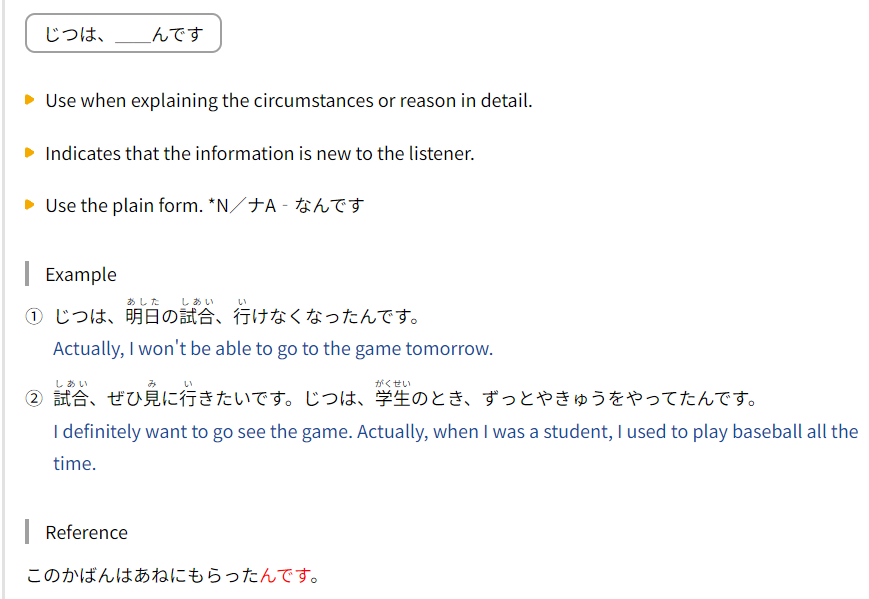 じつは、____んです
Use when explaining the circumstances or reason in detail.
Indicates that the information is new to the listener.
Use the plain form. *N／ナA‐なんです
Example
あした しあい い
① じつは、明日の試合、行けなくなったんです。
Actually, I won't be able to go to the game tomorrow.
しあい み い がくせい
② 試合、ぜひ見に行きたいです。じつは、学生のとき、ずっとやきゅうをやってたんです。
I definitely want to go see the game. Actually, when I was a student, I used to play baseball all the
time.
Reference
このかばんはあねにもらったんです。